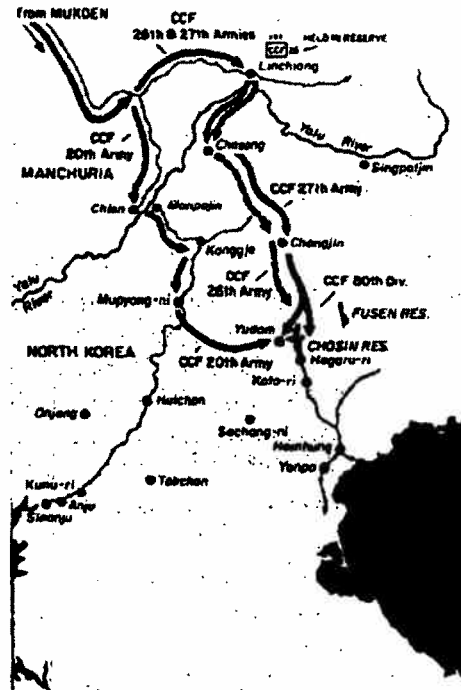 from MUKDEN
CCF
26th & 27th Armies
HELD IN RESERVE
CCF 26
Linchiang
CCF
20th Army
MANCHURIA
Chasong
Yalu
River
Singpaljin
CCF 27th Army
Chian
Manpojin
Kanggje
Changjin
CCF
26th Army
CCF 80th Div.
Yalu
River
Mupyong-ni
FUSEN RES.
Yudam
CHOSIN RES.
NORTH KOREA
CCF 20th Army
Hagaru-ri
Koto-ri
Huichon
Onjong
Sachang-ni
Hamhung
Yonpo
Kunu-ri
Tokchon
Anju
Sinanju